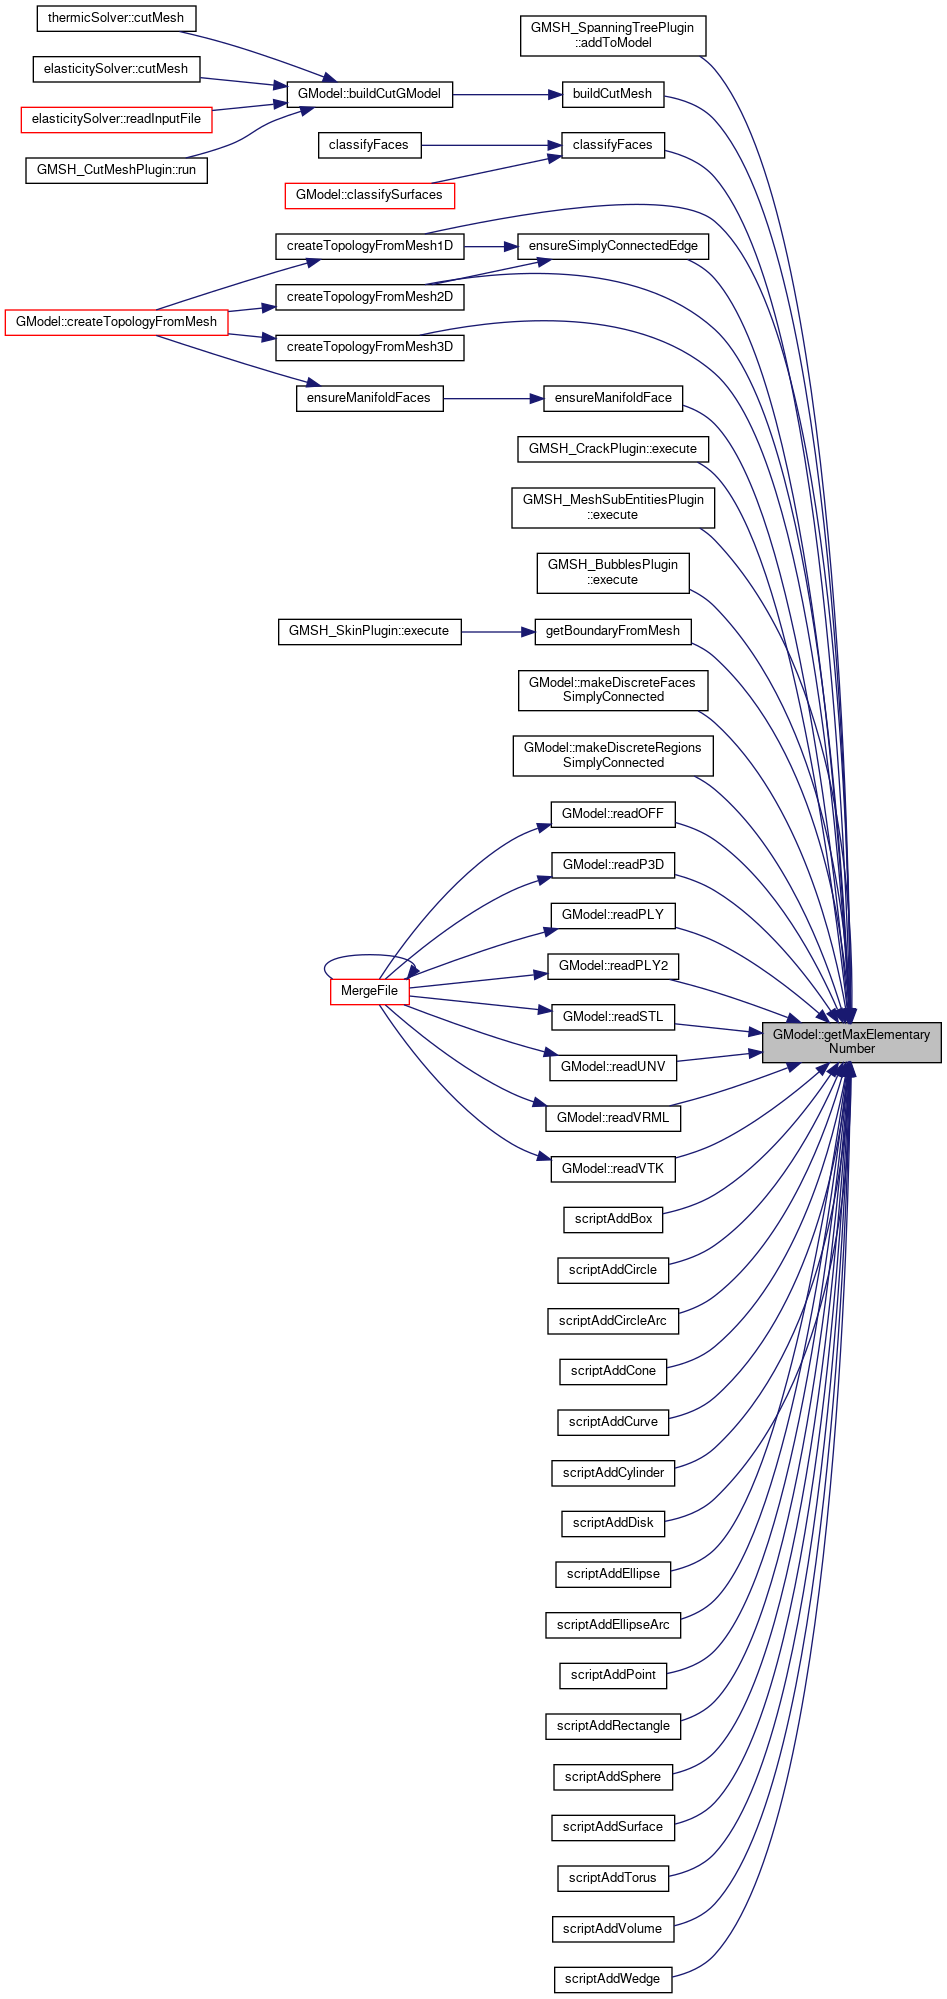 thermicSolver::cutMesh
elasticitySolver::cutMesh
elasticitySolver::readInputFile
GMSH_CutMeshPlugin::run
GModel::buildCutGModel
classifyFaces
GModel::classifySurfaces
createTopologyFromMesh1D
createTopologyFromMesh2D
GModel::createTopologyFromMesh
createTopologyFromMesh3D
ensureManifoldFaces
GMSH_SkinPlugin::execute
MergeFile
GMSH_SpanningTreePlugin
::addToModel
buildCutMesh
classifyFaces
ensureSimplyConnectedEdge
ensureManifoldFace
GMSH_CrackPlugin::execute
GMSH_MeshSubEntitiesPlugin
::execute
GMSH_BubblesPlugin
::execute
getBoundaryFromMesh
GModel::makeDiscreteFaces
SimplyConnected
GModel::makeDiscreteRegions
SimplyConnected
GModel::readOFF
GModel::readP3D
GModel::readPLY
GModel::readPLY2
GModel::readSTL
GModel::readUNV
GModel::readVRML
GModel::readVTK
scriptAddBox
scriptAddCircle
scriptAddCircleArc
scriptAddCone
scriptAddCurve
scriptAddCylinder
scriptAddDisk
scriptAddEllipse
scriptAddEllipseArc
scriptAddPoint
scriptAddRectangle
scriptAddSphere
scriptAddSurface
scriptAddTorus
scriptAddVolume
scriptAddWedge
GModel::getMaxElementary
Number